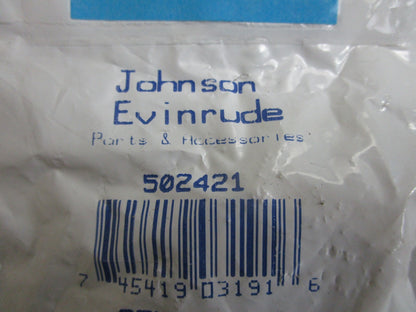 Johnson
Evinrude
Parts & Accessories
502421
7 45419 03191 6